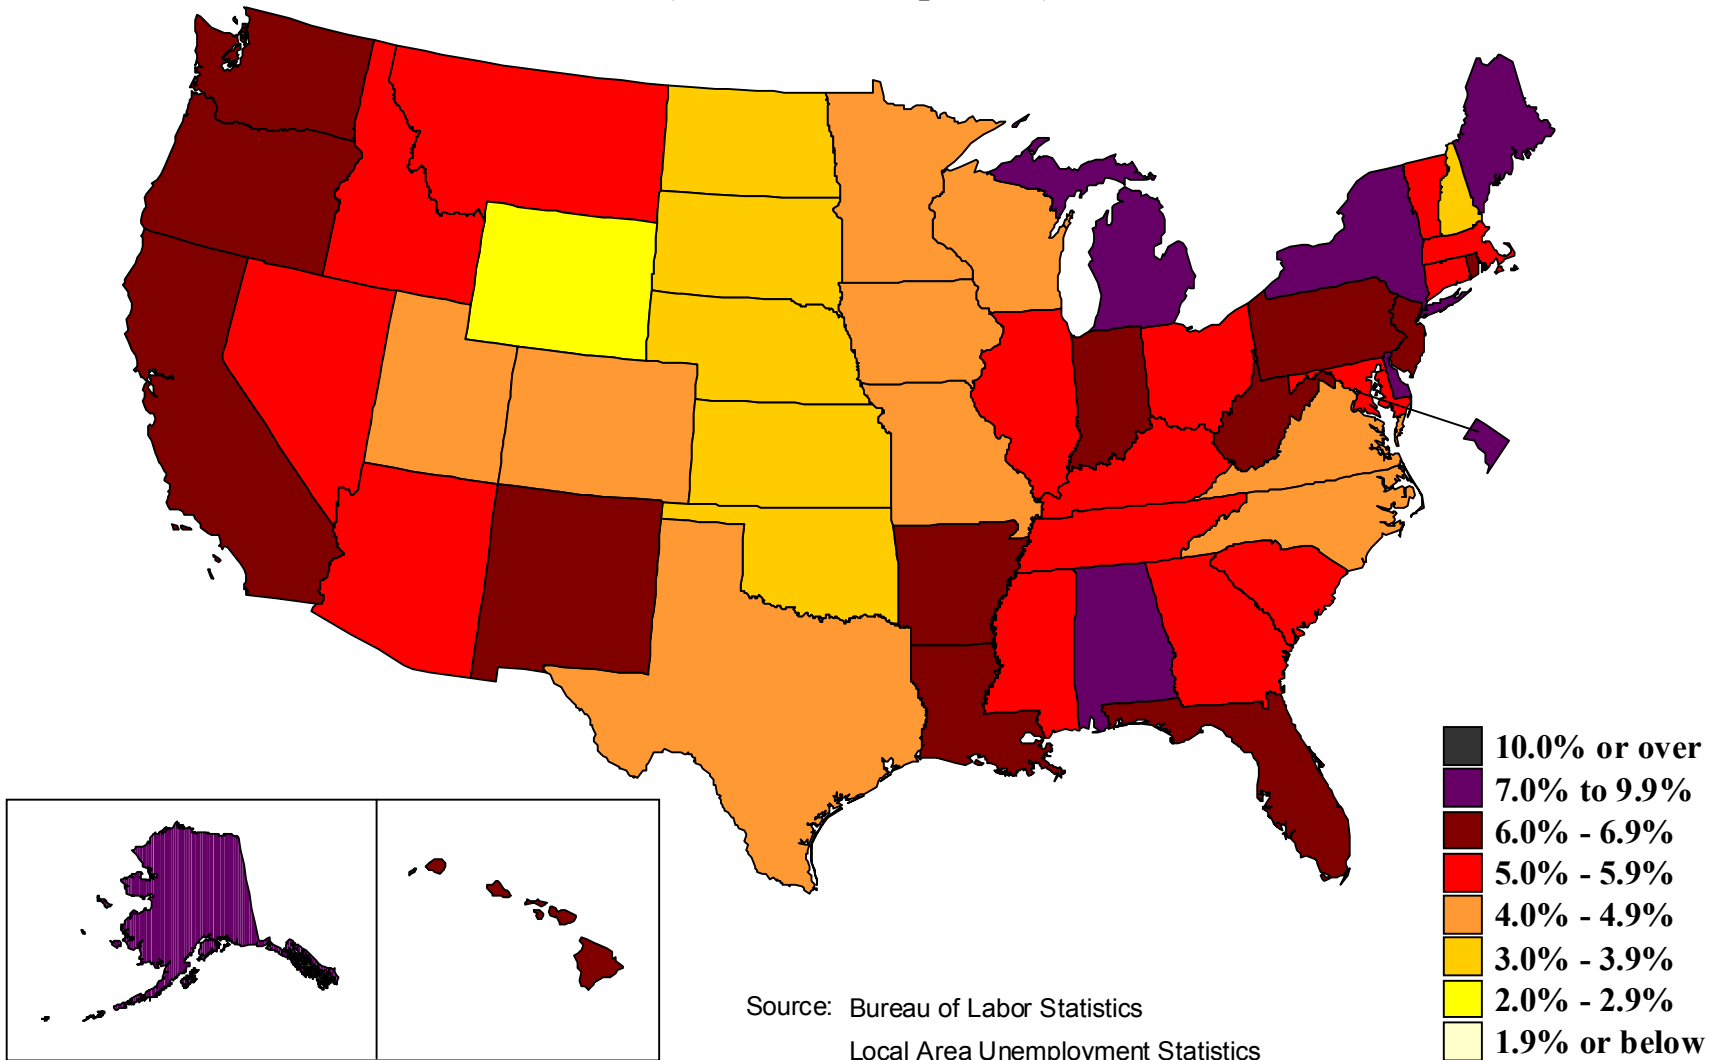 10.0% or over
7.0% to 9.9%
6.0% - 6.9%
5.0% - 5.9%
4.0% - 4.9%
3.0% - 3.9%
2.0% - 2.9%
1.9% or below
Source: Bureau of Labor Statistics
Local Area Unemployment Statistics